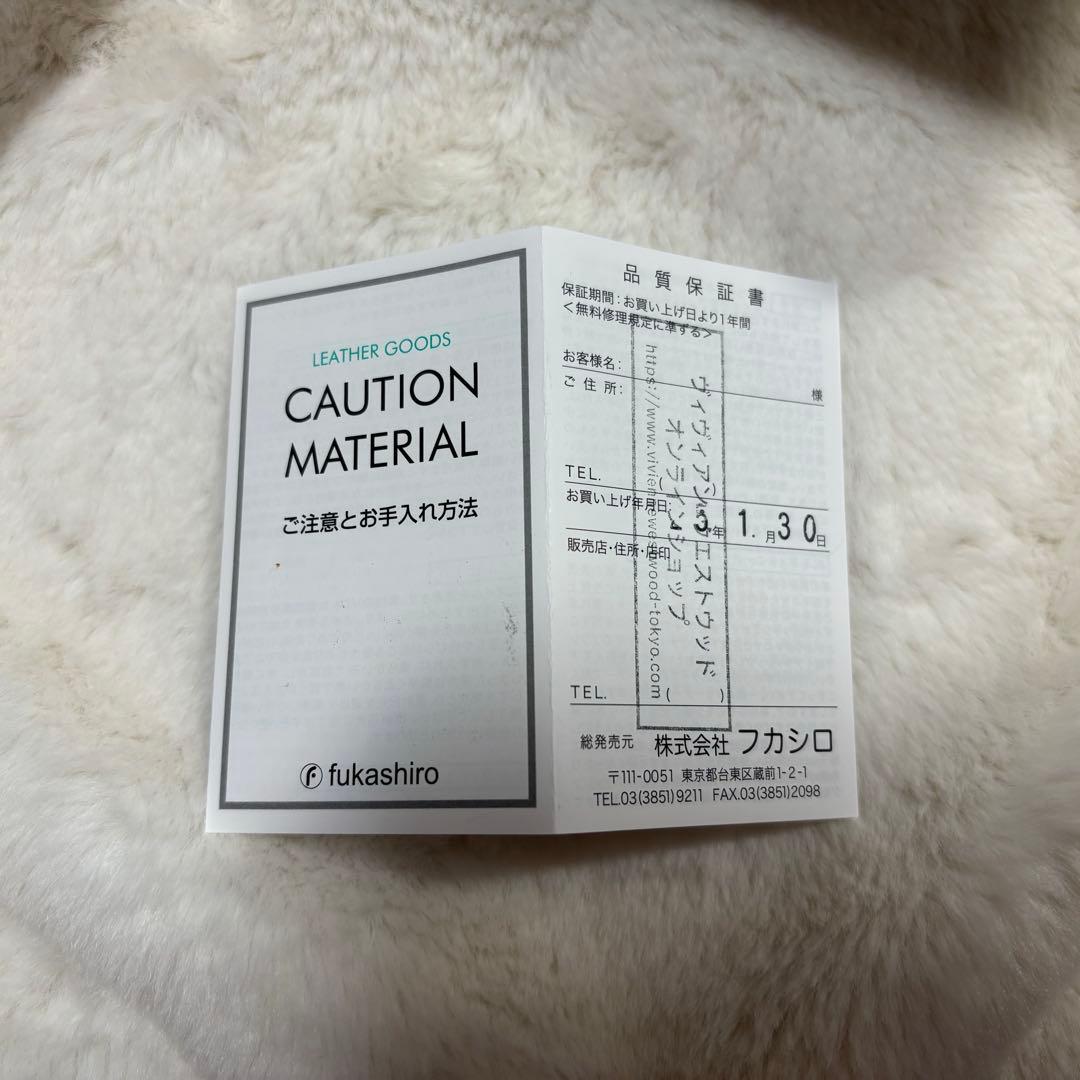 LEATHER GOODS
CAUTION
MATERIAL
ご注意とお手入れ方法
fukashiro
品質保証書
保証期間:お買い上げ日より1年間
<無料修理規定に準ずる>
お客様名:
様
ご住所:
TEL. ( )
お買い上げ年月日: 年 1. 月 30 日
販売店・住所・店印
TEL. ( )
ヴィヴィアン・ウエストウッド
オンラインショップ
https://www.viviennewestwood-tokyo.com
総発売元 株式会社 フカシロ
〒111-0051 東京都台東区蔵前1-2-1
TEL.03(3851)9211 FAX.03(3851)2098